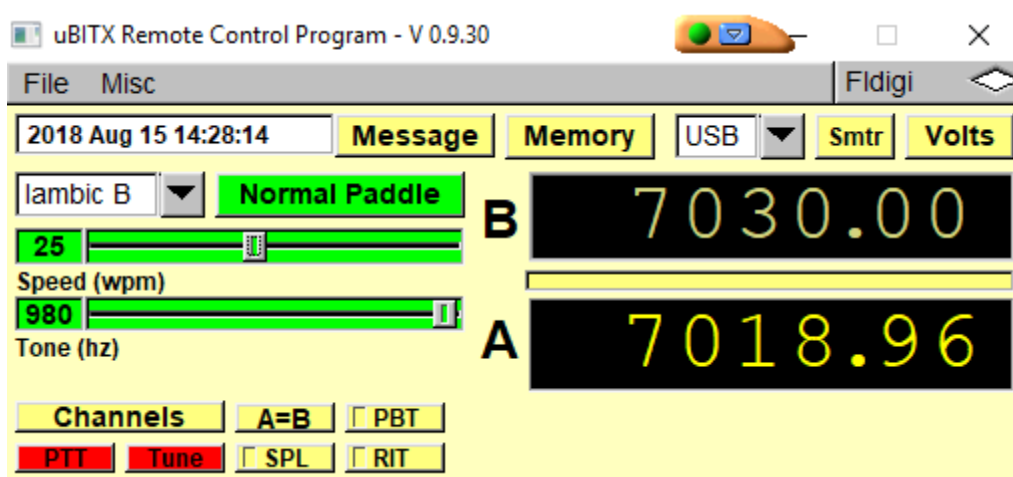 uBITX Remote Control Program - V 0.9.30
File Misc Fldigi
2018 Aug 15 14:28:14 Message Memory USB Smtr Volts
Iambic B Normal Paddle B 7030.00
25
Speed (wpm)
980
Tone (hz) A 7018.96
Channels A=B PBT
PTT Tune SPL RIT